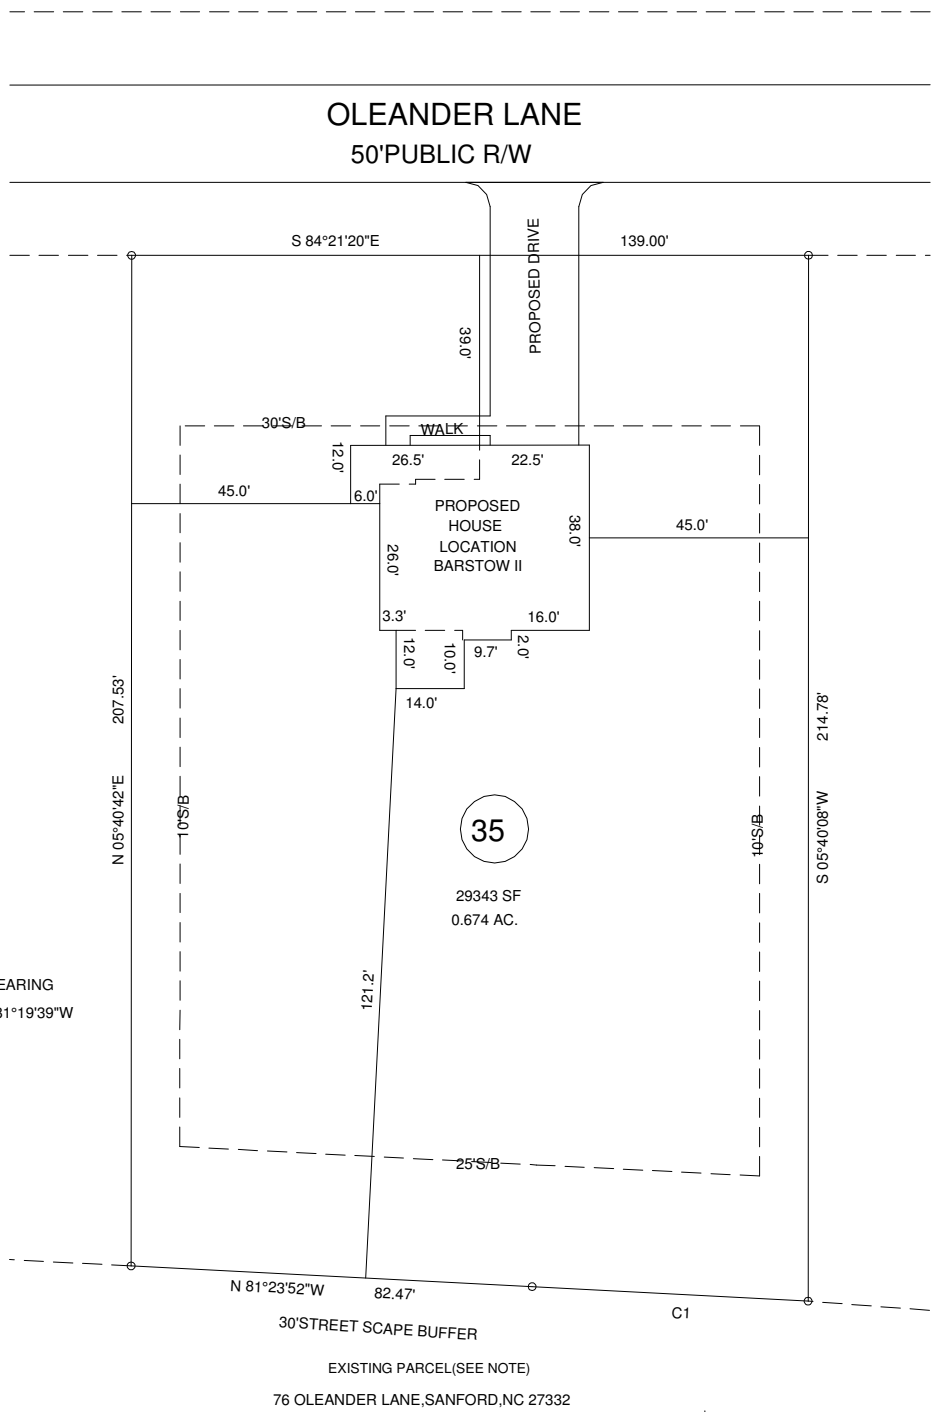 OLEANDER LANE
50'PUBLIC R/W
S 84°21'20"E
139.00'
PROPOSED DRIVE
39.0'
30'S/B
WALK
12.0'
26.5'
22.5'
45.0'
6.0'
PROPOSED
HOUSE
LOCATION
BARSTOW II
38.0'
45.0'
26.0'
3.3'
16.0'
12.0'
10.0'
9.7'
2.0'
14.0'
207.53'
N 05°40'42"E
214.78'
S 05°40'08"W
10'S/B
10'S/B
35
29343 SF
0.674 AC.
EARING
31°19'39"W
121.2'
25'S/B
N 81°23'52"W
82.47'
C1
30'STREET SCAPE BUFFER
EXISTING PARCEL(SEE NOTE)
76 OLEANDER LANE,SANFORD,NC 27332